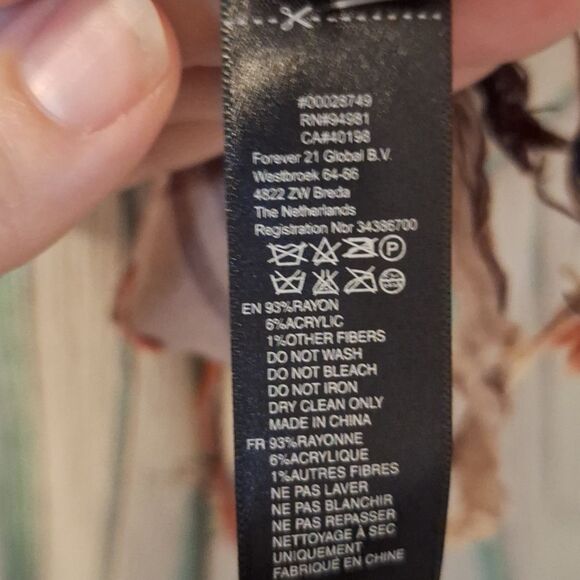 #00028749
RN#94981
CA#40198
Forever 21 Global B.V.
Westbroek 64-66
4822 ZW Breda
The Netherlands
Registration Nbr 34386700
P
EN 93%RAYON
6%ACRYLIC
1%OTHER FIBERS
DO NOT WASH
DO NOT BLEACH
DO NOT IRON
DRY CLEAN ONLY
MADE IN CHINA
FR 93%RAYONNE
6%ACRYLIQUE
1%AUTRES FIBRES
NE PAS LAVER
NE PAS BLANCHIR
NE PAS REPASSER
NETTOYAGE À SEC
UNIQUEMENT
FABRIQUÉ EN CHINE